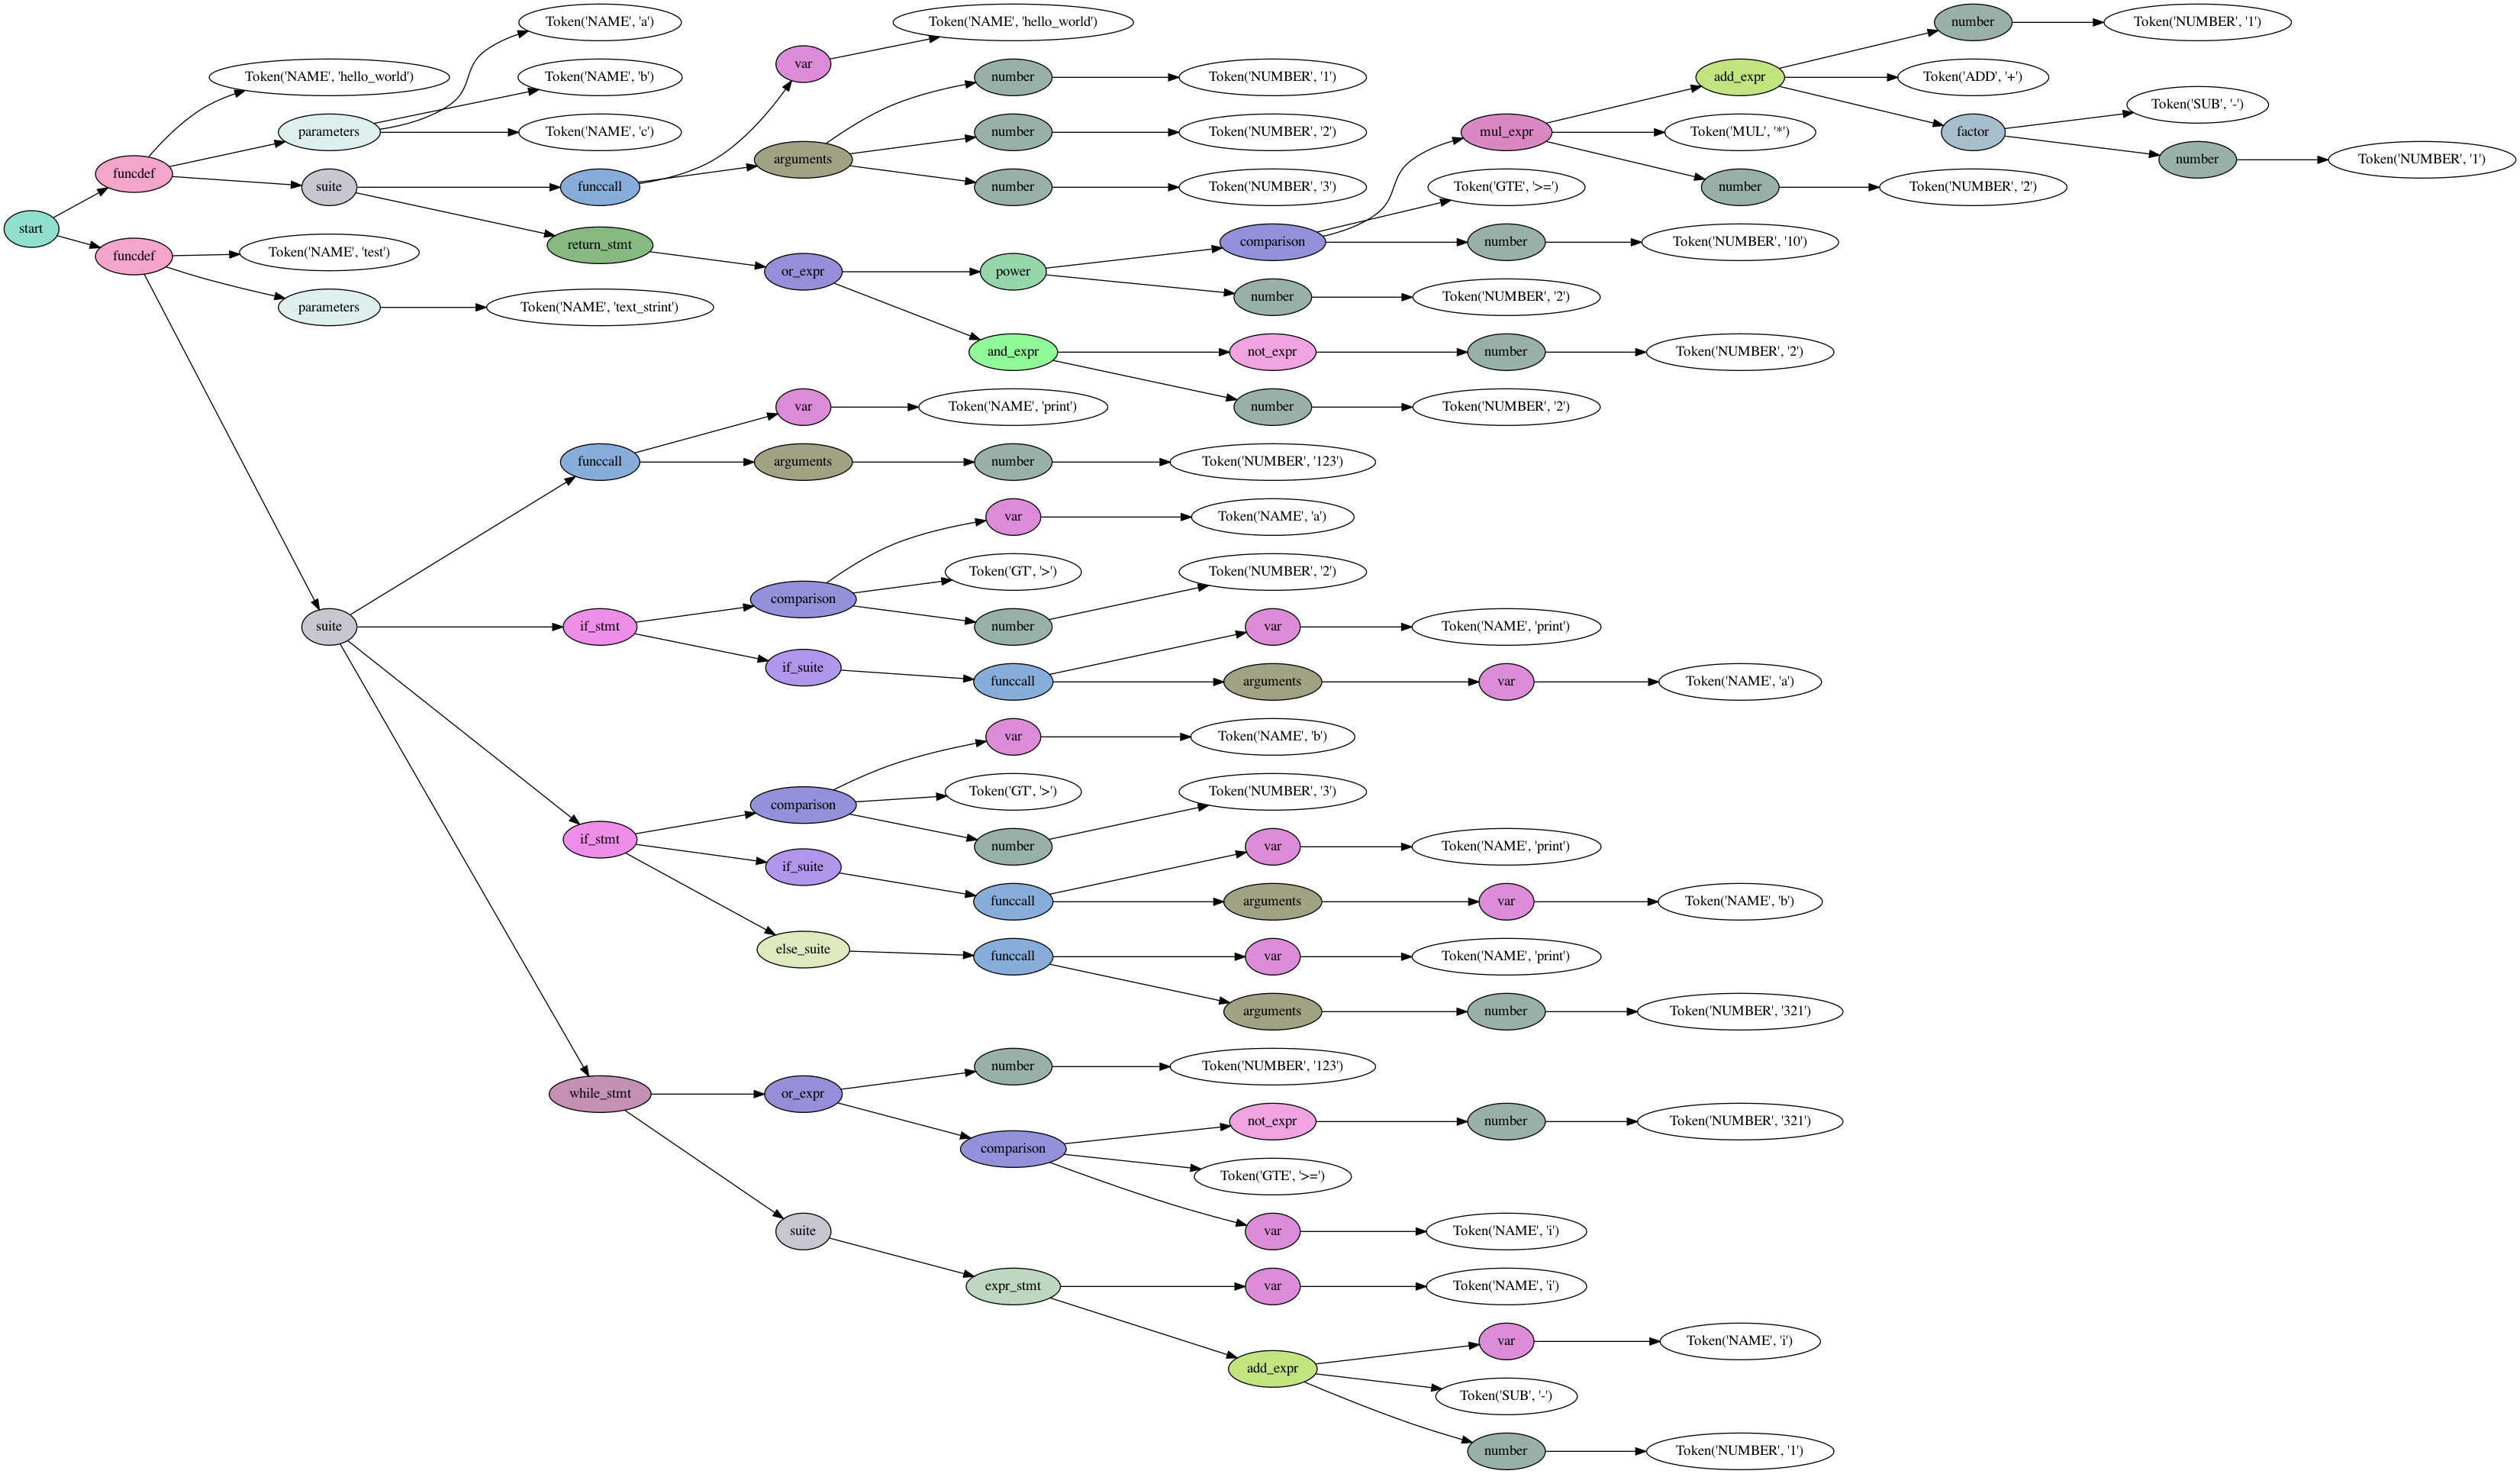 start
funcdef
Token('NAME', 'hello_world')
parameters
Token('NAME', 'a')
Token('NAME', 'b')
Token('NAME', 'c')
suite
funccall
var
Token('NAME', 'hello_world')
arguments
number
Token('NUMBER', '1')
number
Token('NUMBER', '2')
number
Token('NUMBER', '3')
return_stmt
or_expr
power
comparison
mul_expr
add_expr
number
Token('NUMBER', '1')
Token('ADD', '+')
factor
Token('SUB', '-')
number
Token('NUMBER', '1')
Token('MUL', '*')
number
Token('NUMBER', '2')
Token('GTE', '>=')
number
Token('NUMBER', '10')
number
Token('NUMBER', '2')
and_expr
not_expr
number
Token('NUMBER', '2')
number
Token('NUMBER', '2')
funcdef
Token('NAME', 'test')
parameters
Token('NAME', 'text_strint')
suite
funccall
var
Token('NAME', 'print')
arguments
number
Token('NUMBER', '123')
if_stmt
comparison
var
Token('NAME', 'a')
Token('GT', '>')
number
Token('NUMBER', '2')
if_suite
funccall
var
Token('NAME', 'print')
arguments
var
Token('NAME', 'a')
if_stmt
comparison
var
Token('NAME', 'b')
Token('GT', '>')
number
Token('NUMBER', '3')
if_suite
funccall
var
Token('NAME', 'print')
arguments
var
Token('NAME', 'b')
else_suite
funccall
var
Token('NAME', 'print')
arguments
number
Token('NUMBER', '321')
while_stmt
or_expr
number
Token('NUMBER', '123')
comparison
not_expr
number
Token('NUMBER', '321')
Token('GTE', '>=')
var
Token('NAME', 'i')
suite
expr_stmt
var
Token('NAME', 'i')
add_expr
var
Token('NAME', 'i')
Token('SUB', '-')
number
Token('NUMBER', '1')